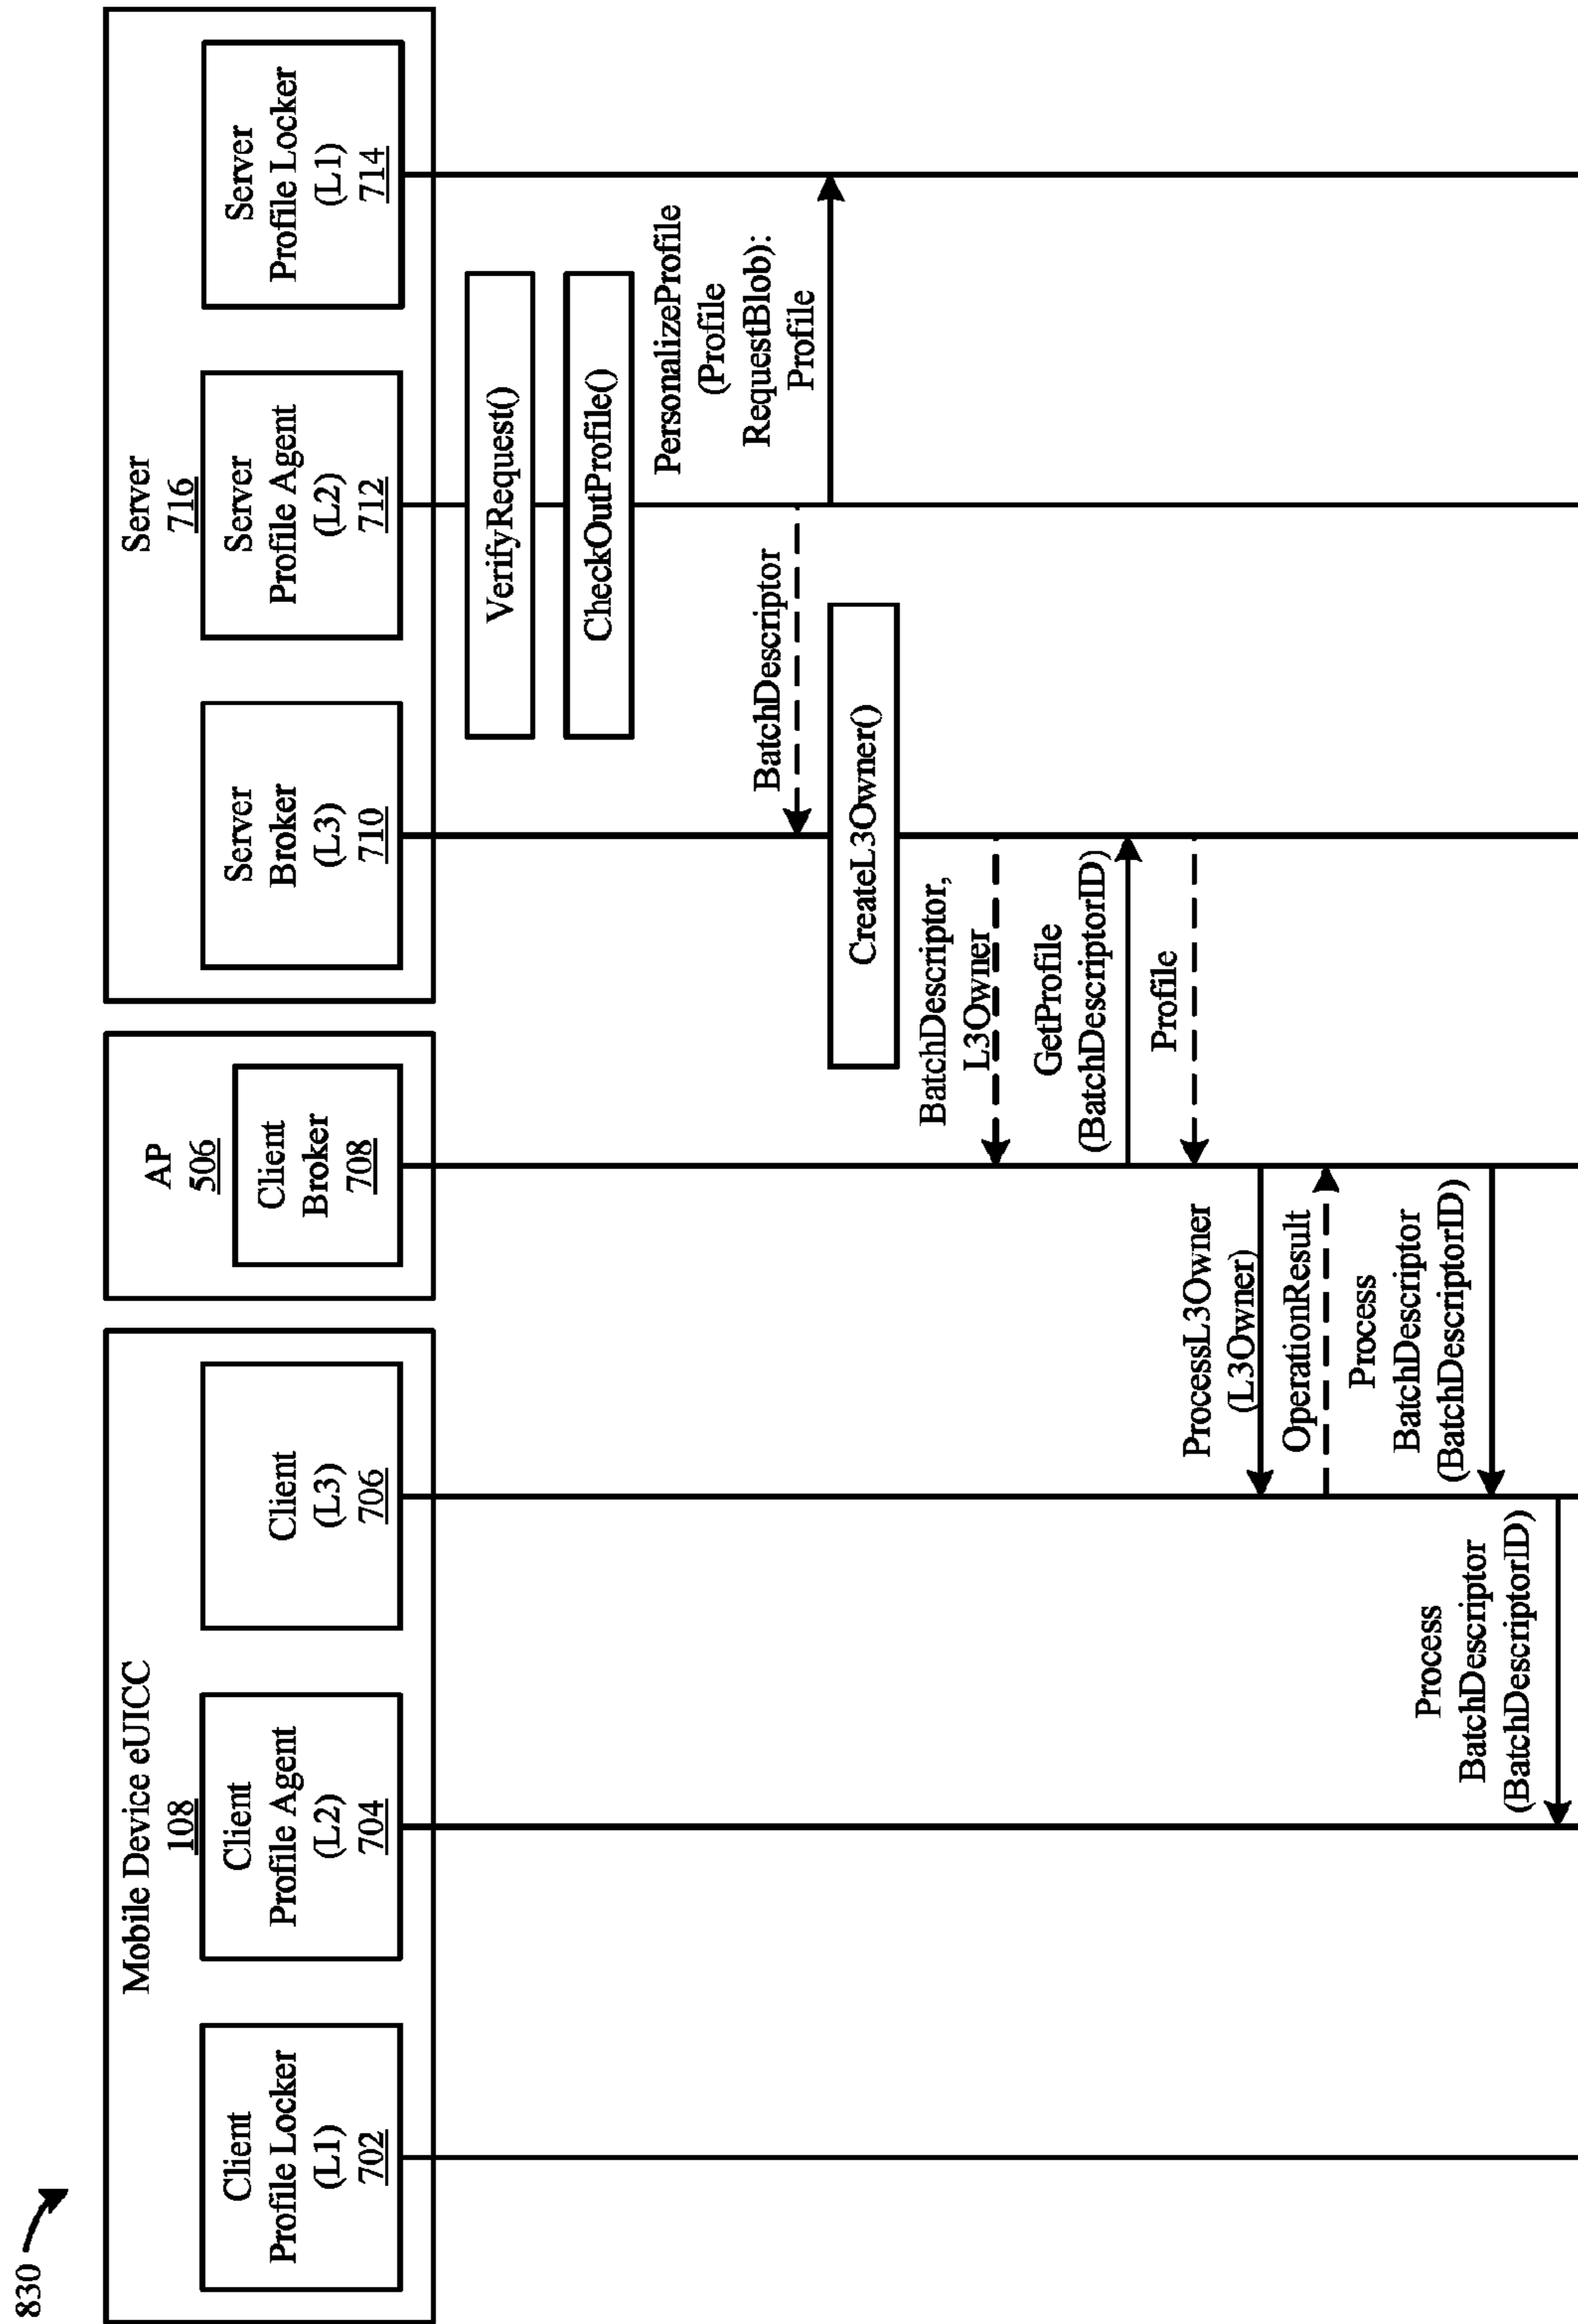 830
Mobile Device eUICC
108
Client
Profile Locker
(L1)
702
Client
Profile Agent
(L2)
704
Client
(L3)
706
AP
506
Client
Broker
708
Server
716
Server
Broker
(L3)
710
Server
Profile Agent
(L2)
712
Server
Profile Locker
(L1)
714
VerifyRequest()
CheckOutProfile()
PersonalizeProfile
(Profile
RequestBlob):
Profile
BatchDescriptor
CreateL3Owner()
BatchDescriptor,
L3Owner
GetProfile
(BatchDescriptorID)
Profile
ProcessL3Owner
(L3Owner)
OperationResult
Process
BatchDescriptor
(BatchDescriptorID)
Process
BatchDescriptor
(BatchDescriptorID)